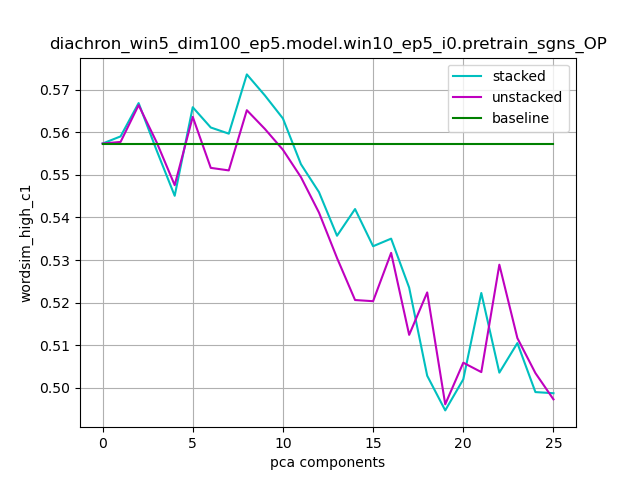 diachron_win5_dim100_ep5.model.win10_ep5_i0.pretrain_sgns_OP
stacked
unstacked
baseline
wordsim_high_c1
0.57
0.56
0.55
0.54
0.53
0.52
0.51
0.50
0 5 10 15 20 25
pca components